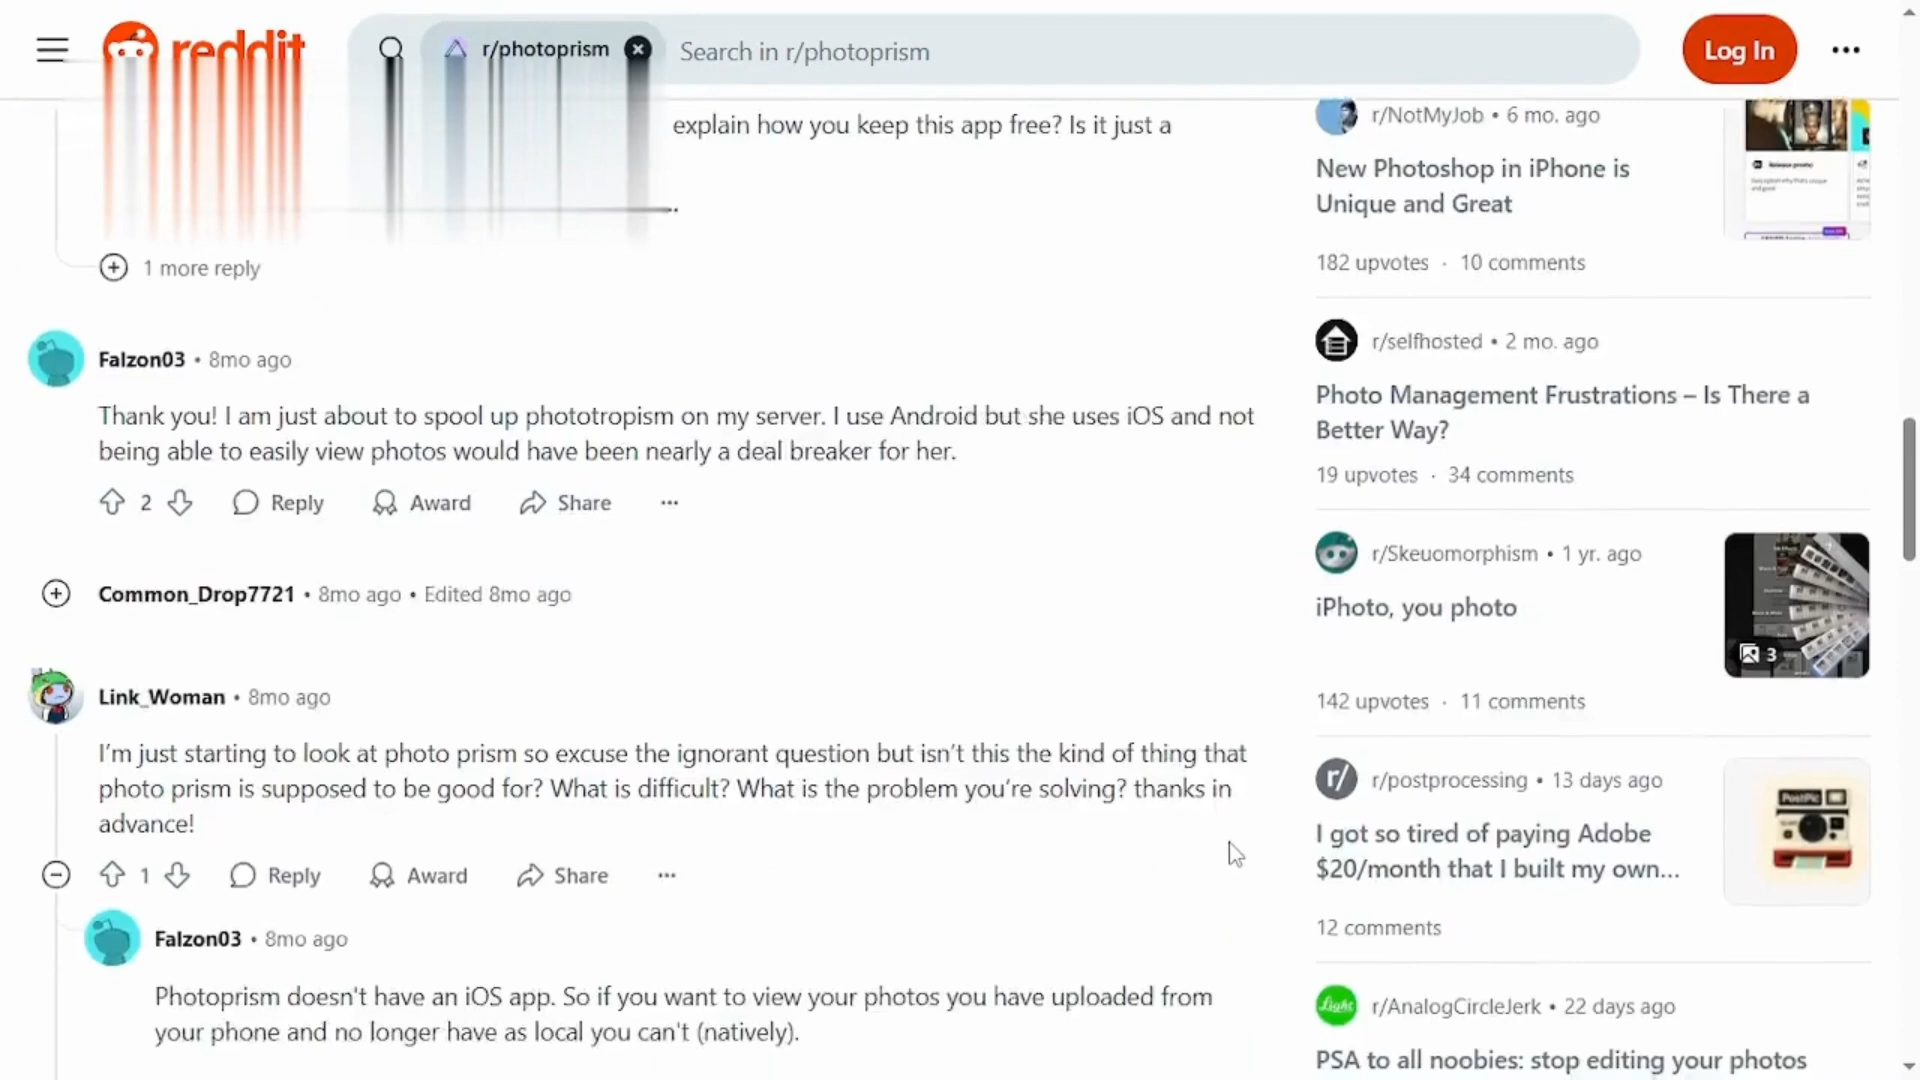 reddit
r/photoprism
Search in r/photoprism
Log In
explain how you keep this app free? Is it just a
1 more reply
Falzon03 • 8mo ago
Thank you! I am just about to spool up phototropism on my server. I use Android but she uses iOS and not
being able to easily view photos would have been nearly a deal breaker for her.
2 Reply Award Share
Common_Drop7721 • 8mo ago • Edited 8mo ago
Link_Woman • 8mo ago
I'm just starting to look at photo prism so excuse the ignorant question but isn't this the kind of thing that
photo prism is supposed to be good for? What is difficult? What is the problem you're solving? thanks in
advance!
1 Reply Award Share
Falzon03 • 8mo ago
Photoprism doesn't have an iOS app. So if you want to view your photos you have uploaded from
your phone and no longer have as local you can't (natively).
r/NotMyJob • 6 mo. ago
New Photoshop in iPhone is
Unique and Great
182 upvotes · 10 comments
r/selfhosted • 2 mo. ago
Photo Management Frustrations – Is There a
Better Way?
19 upvotes · 34 comments
r/Skeuomorphism • 1 yr. ago
iPhoto, you photo
3
142 upvotes · 11 comments
r/
r/postprocessing • 13 days ago
I got so tired of paying Adobe
$20/month that I built my own...
PostPic
12 comments
Light
r/AnalogCircleJerk • 22 days ago
PSA to all noobies: stop editing your photos